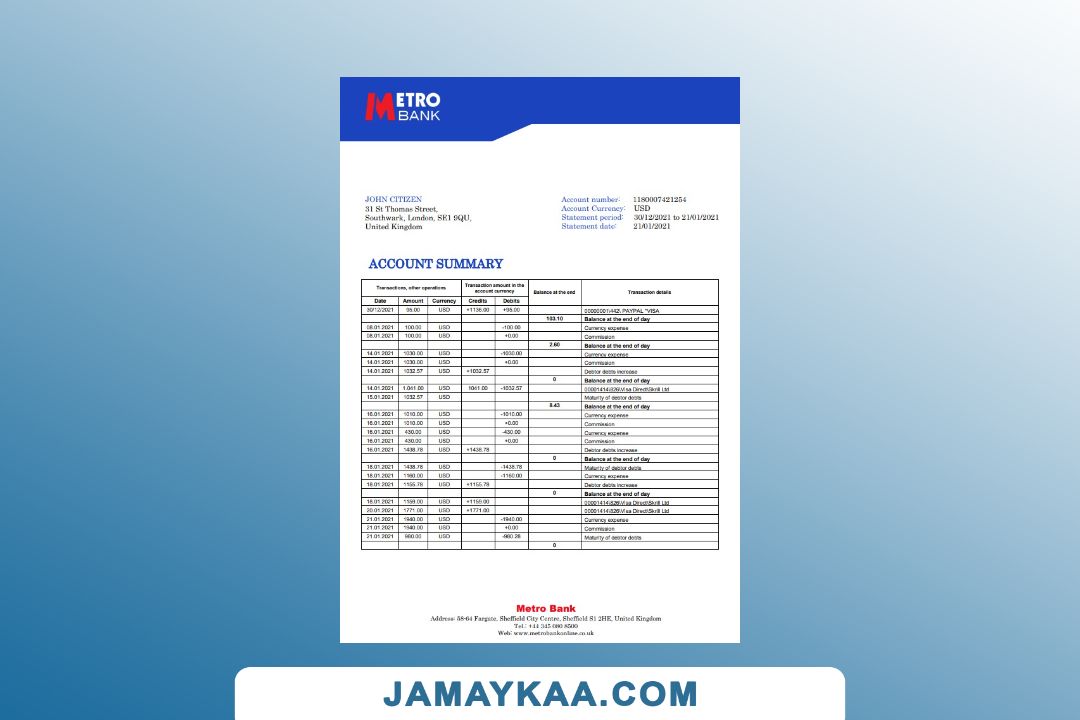 METRO
BANK
JOHN CITIZEN
31 St Thomas Street,
Southwark, London, SE1 9QU,
United Kingdom
Account number: 1180007421254
Account Currency: USD
Statement period: 30/12/2021 to 21/01/2021
Statement date: 21/01/2021
ACCOUNT SUMMARY
Transactions, other operations Transaction amount in the account currency Balance at the end Transaction details
Date Amount Currency Credits Debits
30/12/2021 95.00 USD +1136.00 +95.00 00000001\442\ PAYPAL "VISA
103.10 Balance at the end of day
08.01.2021 100.00 USD -100.00 Currency expense
08.01.2021 100.00 USD +0.00 Commission
2.60 Balance at the end of day
14.01.2021 1030.00 USD -1030.00 Currency expense
14.01.2021 1030.00 USD +0.00 Commission
14.01.2021 1032.57 USD +1032.57 Debtor debts increase
0 Balance at the end of day
14.01.2021 1.041.00 USD 1041.00 -1032.57 00001414\826\Visa Direct\Skrill Ltd
15.01.2021 1032.57 USD Maturity of debtor debts
8.43 Balance at the end of day
16.01.2021 1010.00 USD -1010.00 Currency expense
16.01.2021 1010.00 USD +0.00 Commission
16.01.2021 430.00 USD -430.00 Currency expense
16.01.2021 430.00 USD +0.00 Commission
16.01.2021 1438.78 USD +1438.78 Debtor debts increase
0 Balance at the end of day
18.01.2021 1438.78 USD -1438.78 Maturity of debtor debts
18.01.2021 1160.00 USD -1160.00 Currency expense
18.01.2021 1155.78 USD +1155.78 Debtor debts increase
0 Balance at the end of day
18.01.2021 1159.00 USD +1159.00 00001414\826\Visa Direct\Skrill Ltd
20.01.2021 1771.00 USD +1771.00 00001414\826\Visa Direct\Skrill Ltd
21.01.2021 1940.00 USD -1940.00 Currency expense
21.01.2021 1940.00 USD +0.00 Commission
21.01.2021 980.00 USD -980.28 Maturity of debtor debts
0
Metro Bank
Address: 58-64 Fargate, Sheffield City Centre, Sheffield S1 2HE, United Kingdom
Tel.: +44 345 080 8500
Web: www.metrobankonline.co.uk
JAMAYKAA.COM